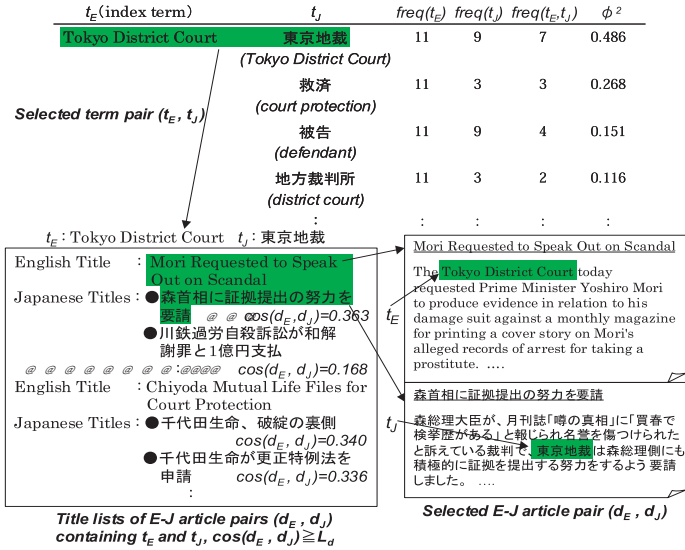 tE(index term) tJ freq(tE) freq(tJ) freq(tE,tJ) ϕ²
Tokyo District Court 東京地裁 11 9 7 0.486
(Tokyo District Court)
救済 11 3 3 0.268
(court protection)
Selected term pair (tE , tJ)
被告 11 9 4 0.151
(defendant)
地方裁判所 11 3 2 0.116
(district court)
: : : : :
tE : Tokyo District Court tJ : 東京地裁
English Title : Mori Requested to Speak
Out on Scandal
Japanese Titles : ●森首相に証拠提出の努力を
要請 @ @ @ cos(dE ,dJ)=0.363
●川鉄過労自殺訴訟が和解
謝罪と1億円支払
@ @ @ @ @ @ @ @ :@@@@ cos(dE ,dJ)=0.168
English Title : Chiyoda Mutual Life Files for
Court Protection
Japanese Titles : ●千代田生命、破綻の裏側
cos(dE , dJ)=0.340
●千代田生命が更正特例法を
申請 cos(dE , dJ)=0.336
:
Title lists of E-J article pairs (dE , dJ)
containing tE and tJ, cos(dE , dJ)≧Ld
Mori Requested to Speak Out on Scandal
The Tokyo District Court today
requested Prime Minister Yoshiro Mori
to produce evidence in relation to his
damage suit against a monthly magazine
for printing a cover story on Mori's
alleged records of arrest for taking a
prostitute. ….
tE
森首相に証拠提出の努力を要請
森総理大臣が、月刊誌「噂の真相」に「買春で
検挙歴がある」と報じられ名誉を傷つけられた
と訴えている裁判で、東京地裁は森総理側にも
積極的に証拠を提出する努力をするよう要請
しました。 ….
tJ
Selected E-J article pair (dE , dJ)